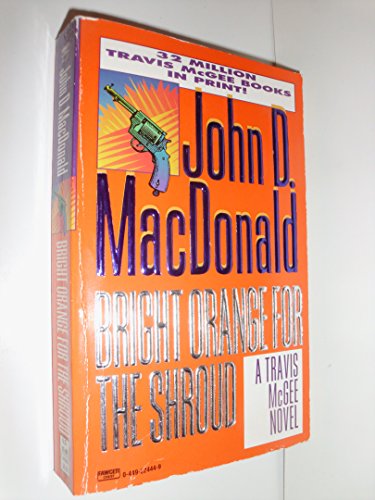 32 MILLION
TRAVIS McGEE BOOKS
IN PRINT!
John D.
MacDonald
BRIGHT ORANGE FOR
THE SHROUD
A TRAVIS
McGEE
NOVEL
FAWCETT
John D. MacDonald
BRIGHT ORANGE FOR THE SHROUD